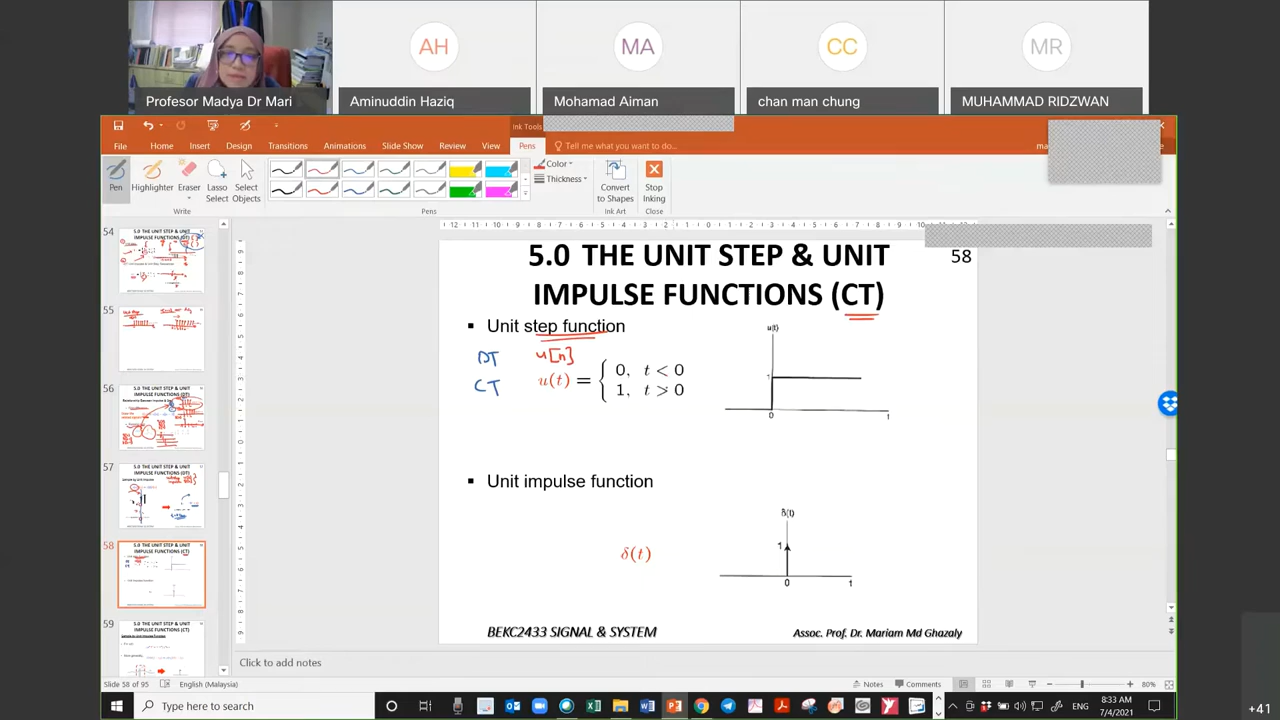 AH
MA
CC
MR
Profesor Madya Dr Mari
Aminuddin Haziq
Mohamad Aiman
chan man chung
MUHAMMAD RIDZWAN
Ink Tools
File Home Insert Design Transitions Animations Slide Show Review View Pens Tell me what you want to do...
Pen Highlighter Eraser Lasso Select Select Objects
Color
Thickness
Convert to Shapes
Stop Inking
Write Pens Ink Art Close
54
55
56
57
58
59
5.0 THE UNIT STEP & UNIT
IMPULSE FUNCTIONS (CT)
58
▪ Unit step function
DT u[n]
CT u(t) = { 0, t < 0
1, t > 0
u(t)
1
0 1
▪ Unit impulse function
δ(t)
δ(t)
1
0 1
BEKC2433 SIGNAL & SYSTEM
Assoc. Prof. Dr. Mariam Md Ghazaly
Click to add notes
Slide 58 of 95 English (Malaysia) Notes Comments 80%
Type here to search
8:33 AM
7/4/2021
+41